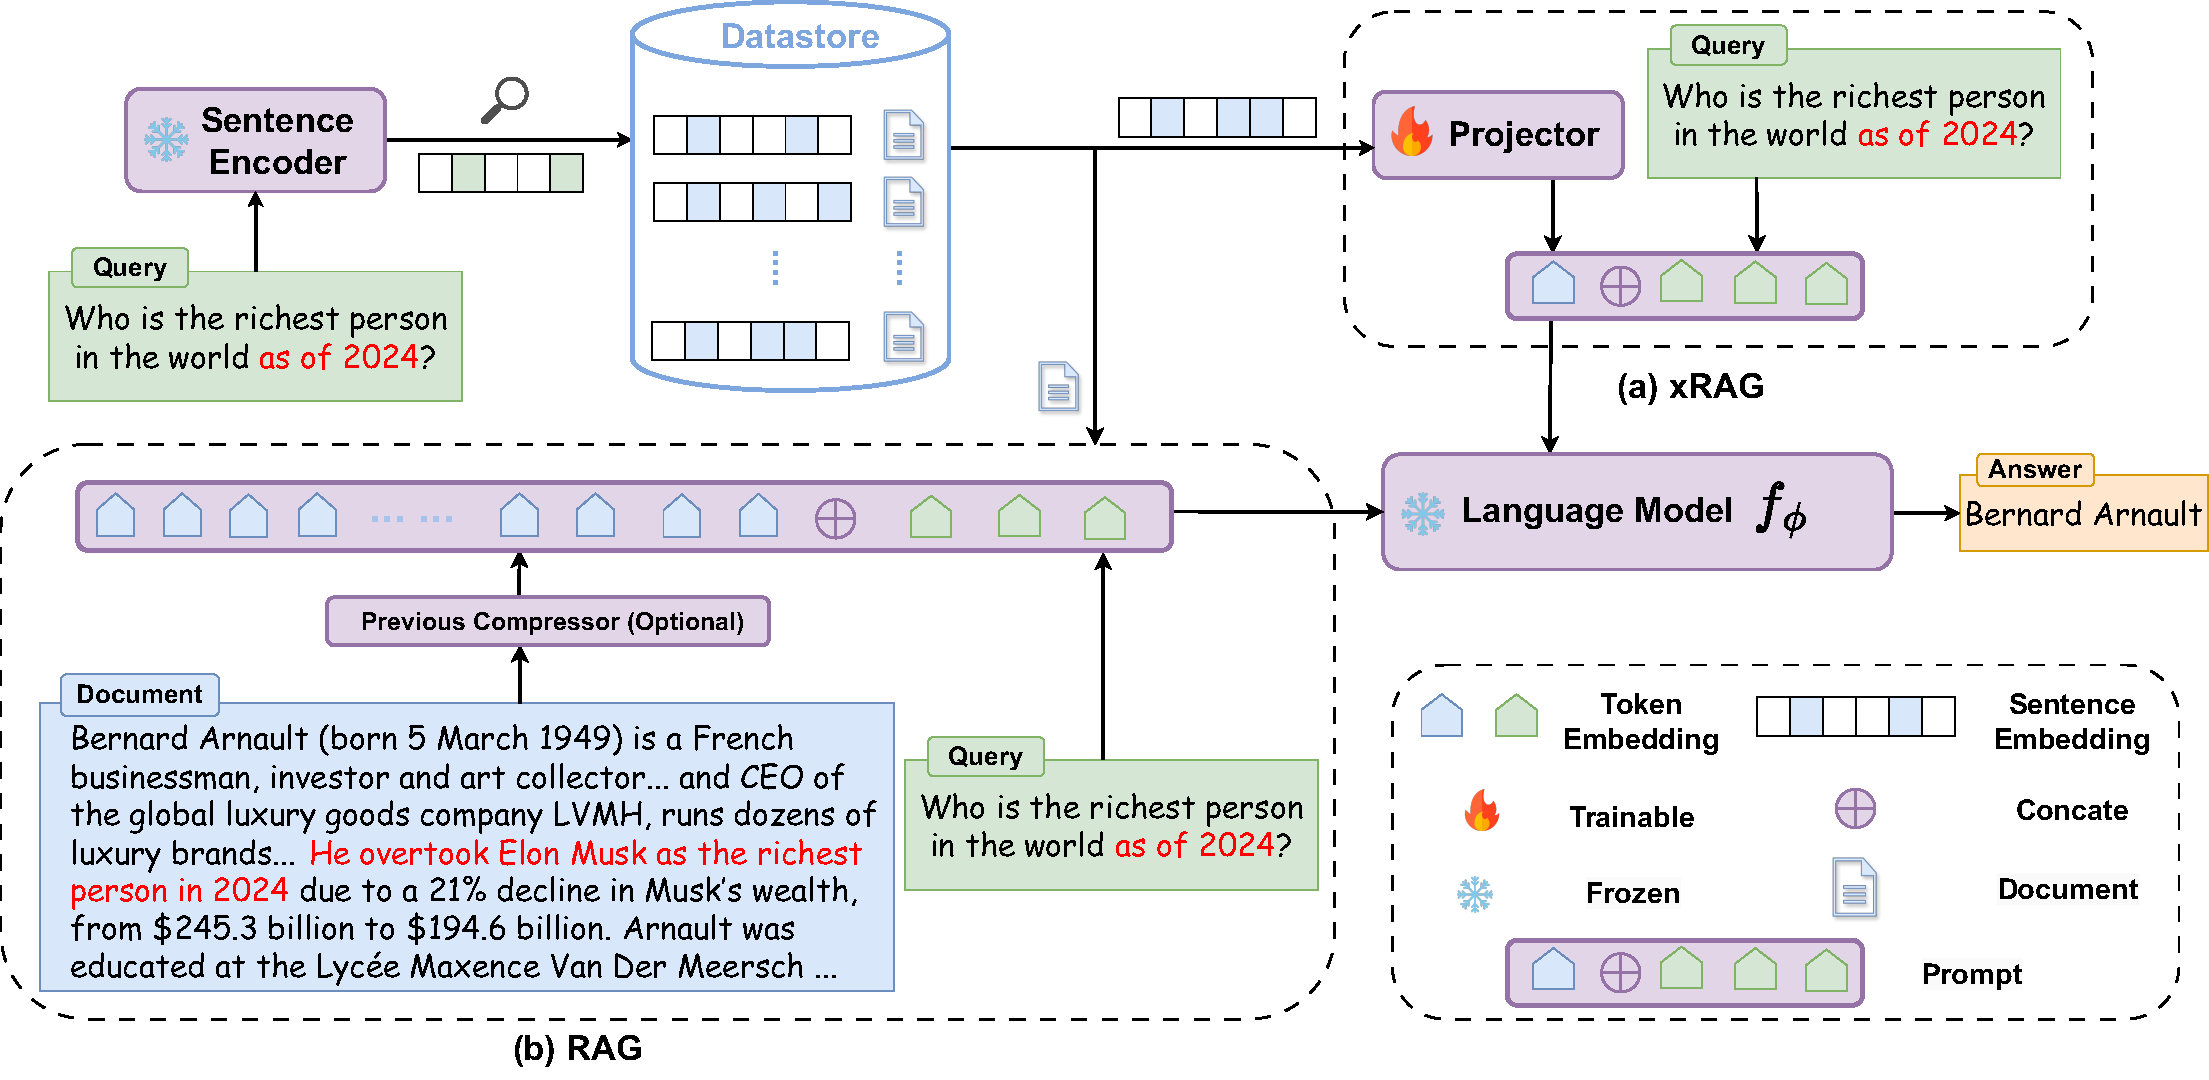 Sentence
Encoder
Query
Who is the richest person
in the world as of 2024?
Datastore
Projector
Query
Who is the richest person
in the world as of 2024?
(a) xRAG
Language Model fϕ
Answer
Bernard Arnault
Previous Compressor (Optional)
Document
Bernard Arnault (born 5 March 1949) is a French
businessman, investor and art collector... and CEO of
the global luxury goods company LVMH, runs dozens of
luxury brands... He overtook Elon Musk as the richest
person in 2024 due to a 21% decline in Musk's wealth,
from $245.3 billion to $194.6 billion. Arnault was
educated at the Lycée Maxence Van Der Meersch ...
Query
Who is the richest person
in the world as of 2024?
(b) RAG
Token
Embedding
Sentence
Embedding
Trainable
Concate
Frozen
Document
Prompt